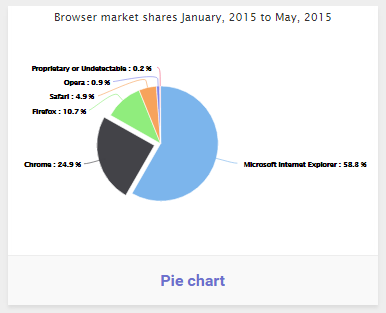 Browser market shares January, 2015 to May, 2015
Proprietary or Undetectable : 0.2 %
Opera : 0.9 %
Safari : 4.9 %
Firefox : 10.7 %
Chrome : 24.9 %
Microsoft Internet Explorer : 58.8 %
Pie chart